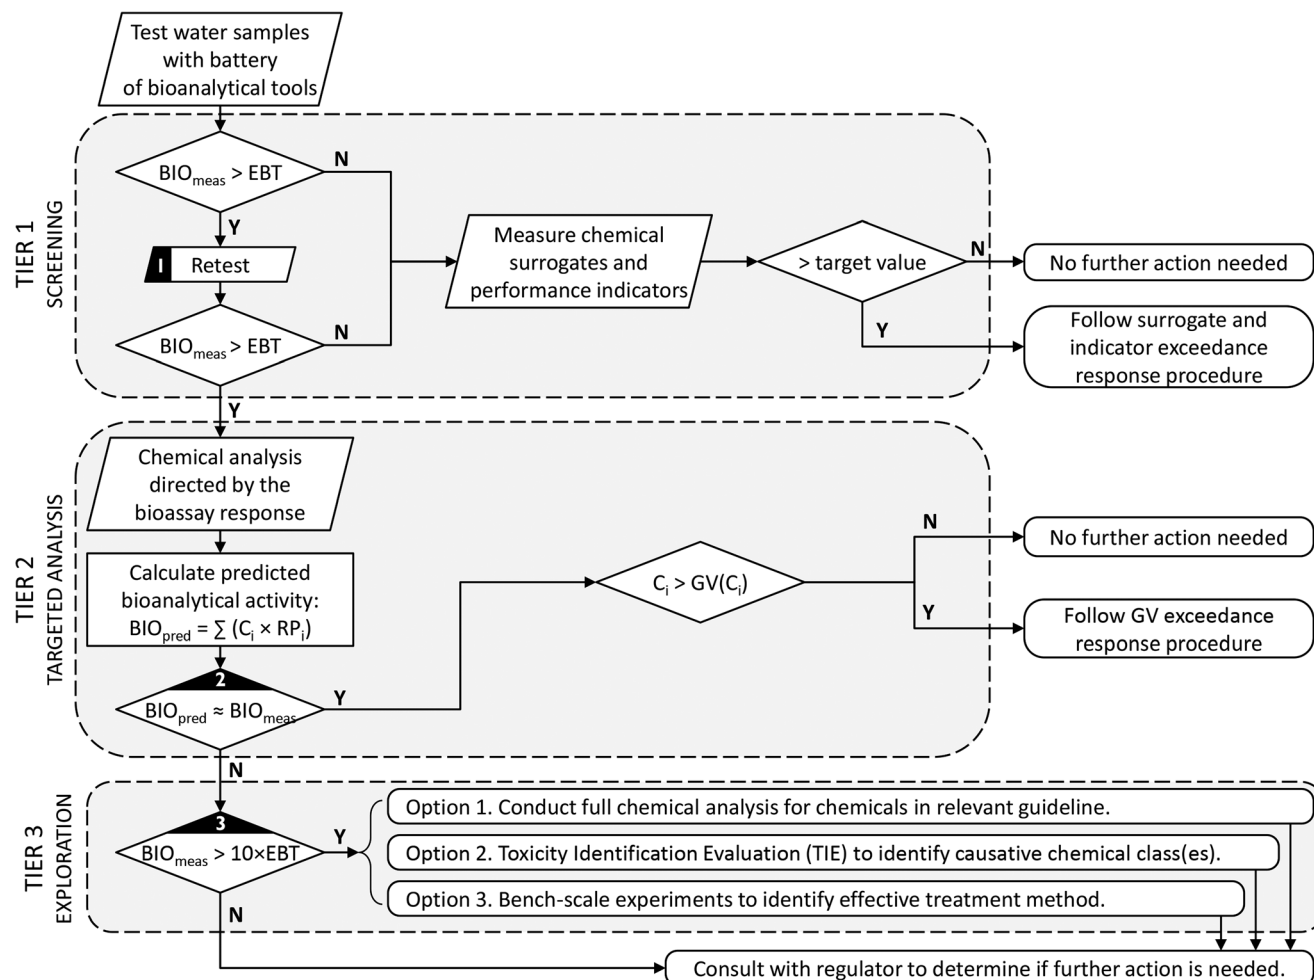 Test water samples
with battery
of bioanalytical tools
TIER 1
SCREENING
BIOmeas > EBT
N
Y
I Retest
BIOmeas > EBT
N
Y
Measure chemical
surrogates and
performance indicators
> target value
N
Y
No further action needed
Follow surrogate and
indicator exceedance
response procedure
TIER 2
TARGETED ANALYSIS
Chemical analysis
directed by the
bioassay response
Calculate predicted
bioanalytical activity:
BIOpred = ∑ (Ci × RPi)
2
BIOpred ≈ BIOmeas
Y
N
Ci > GV(Ci)
N
Y
No further action needed
Follow GV exceedance
response procedure
TIER 3
EXPLORATION
3
BIOmeas > 10×EBT
Y
N
Option 1. Conduct full chemical analysis for chemicals in relevant guideline.
Option 2. Toxicity Identification Evaluation (TIE) to identify causative chemical class(es).
Option 3. Bench-scale experiments to identify effective treatment method.
Consult with regulator to determine if further action is needed.